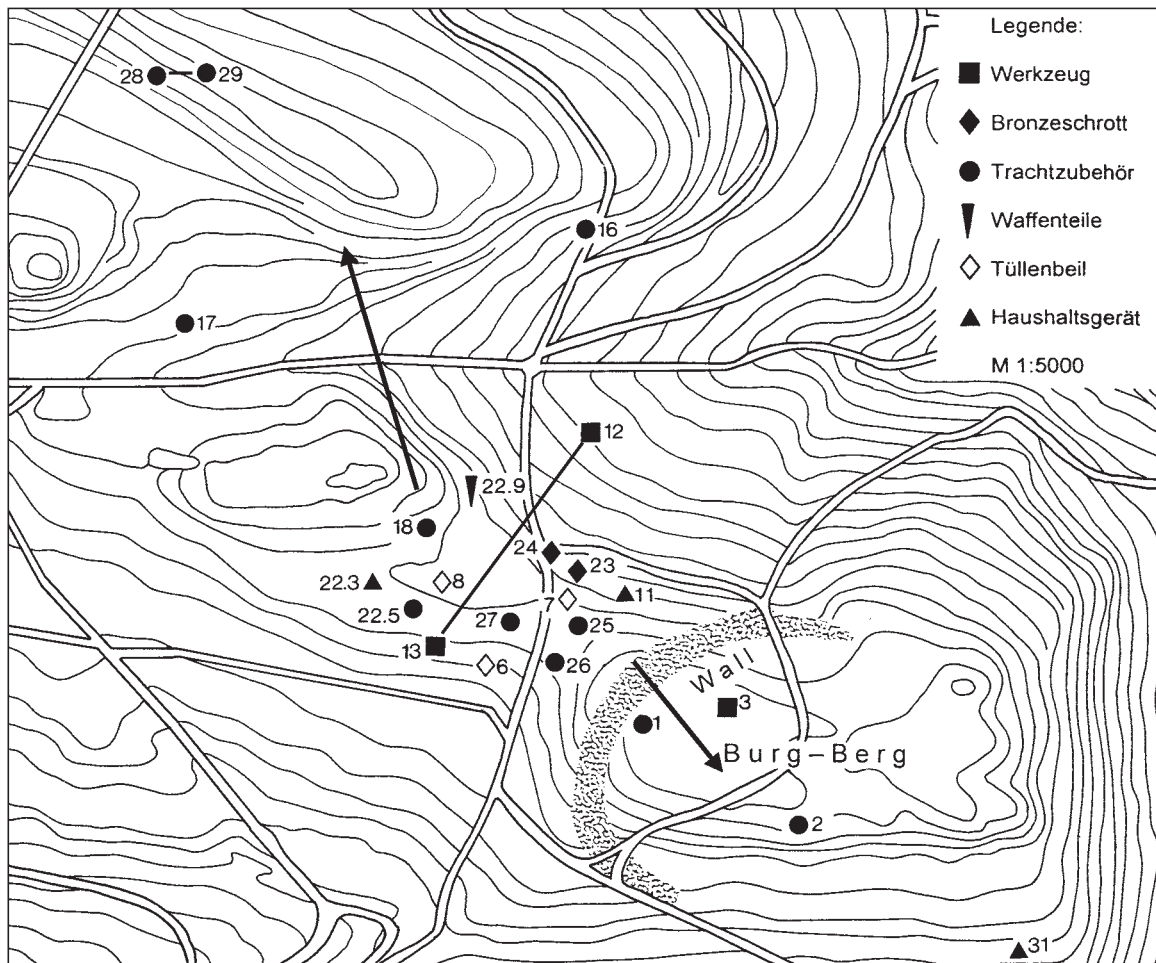 Legende:
Werkzeug
Bronzeschrott
Trachtzubehör
Waffenteile
Tüllenbeil
Haushaltsgerät
M 1:5000
28
29
16
17
12
22.9
18
24
23
22.3
8
7
11
22.5
27
25
13
6
26
Wall
3
1
Burg-Berg
2
31